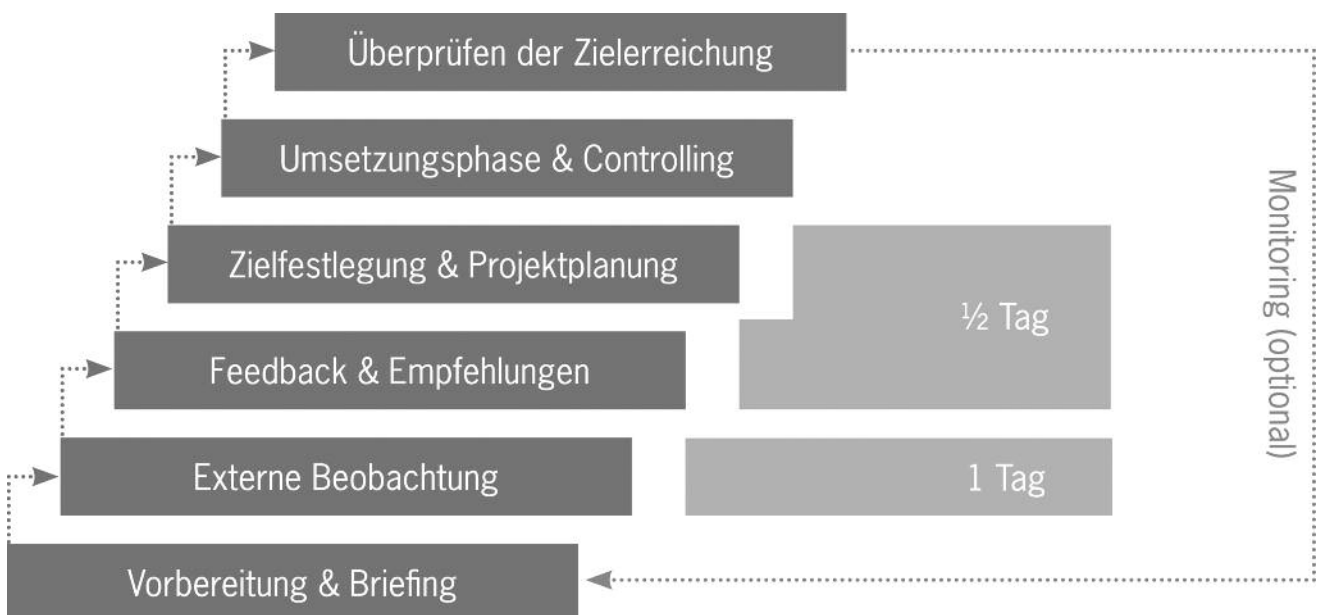 Überprüfen der Zielerreichung
Umsetzungsphase & Controlling
Zielfestlegung & Projektplanung
½ Tag
Feedback & Empfehlungen
Externe Beobachtung
1 Tag
Vorbereitung & Briefing
Monitoring (optional)